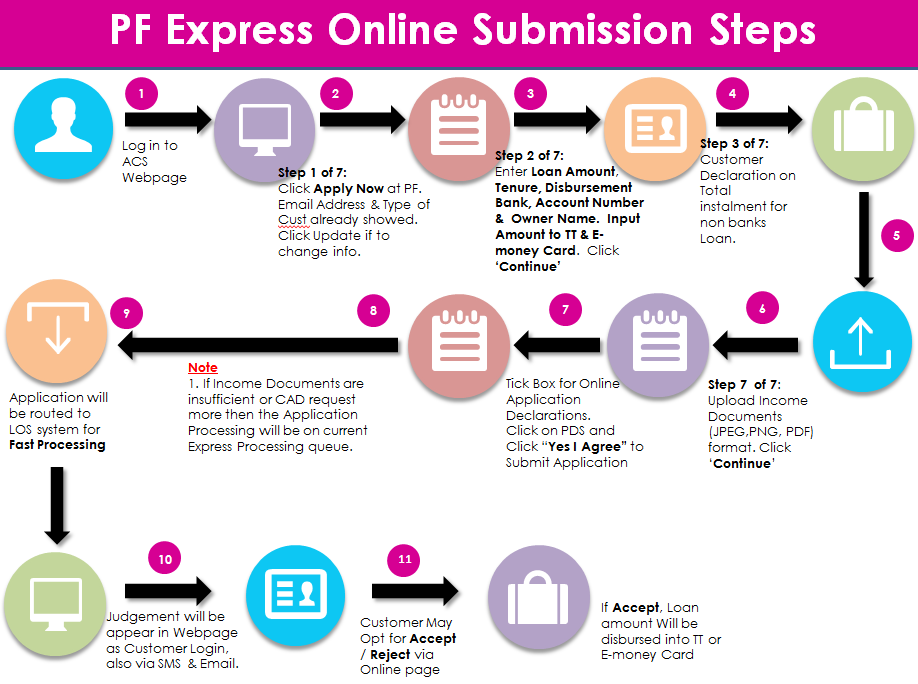 PF Express Online Submission Steps
1
Log in to
ACS
Webpage
2
Step 1 of 7:
Click Apply Now at PF.
Email Address & Type of
Cust already showed.
Click Update if to
change info.
3
Step 2 of 7:
Enter Loan Amount,
Tenure, Disbursement
Bank, Account Number
& Owner Name. Input
Amount to TT & E-
money Card. Click
‘Continue’
4
Step 3 of 7:
Customer
Declaration on
Total
instalment for
non banks
Loan.
5
6
Step 7 of 7:
Upload Income
Documents
(JPEG,PNG, PDF)
format. Click
‘Continue’
7
Tick Box for Online
Application
Declarations.
Click on PDS and
Click “Yes I Agree” to
Submit Application
8
Note
1. If Income Documents are
insufficient or CAD request
more then the Application
Processing will be on current
Express Processing queue.
9
Application will
be routed to
LOS system for
Fast Processing
10
Judgement will be
appear in Webpage
as Customer Login,
also via SMS & Email.
11
Customer May
Opt for Accept
/ Reject via
Online page
If Accept, Loan
amount Will be
disbursed into TT or
E-money Card